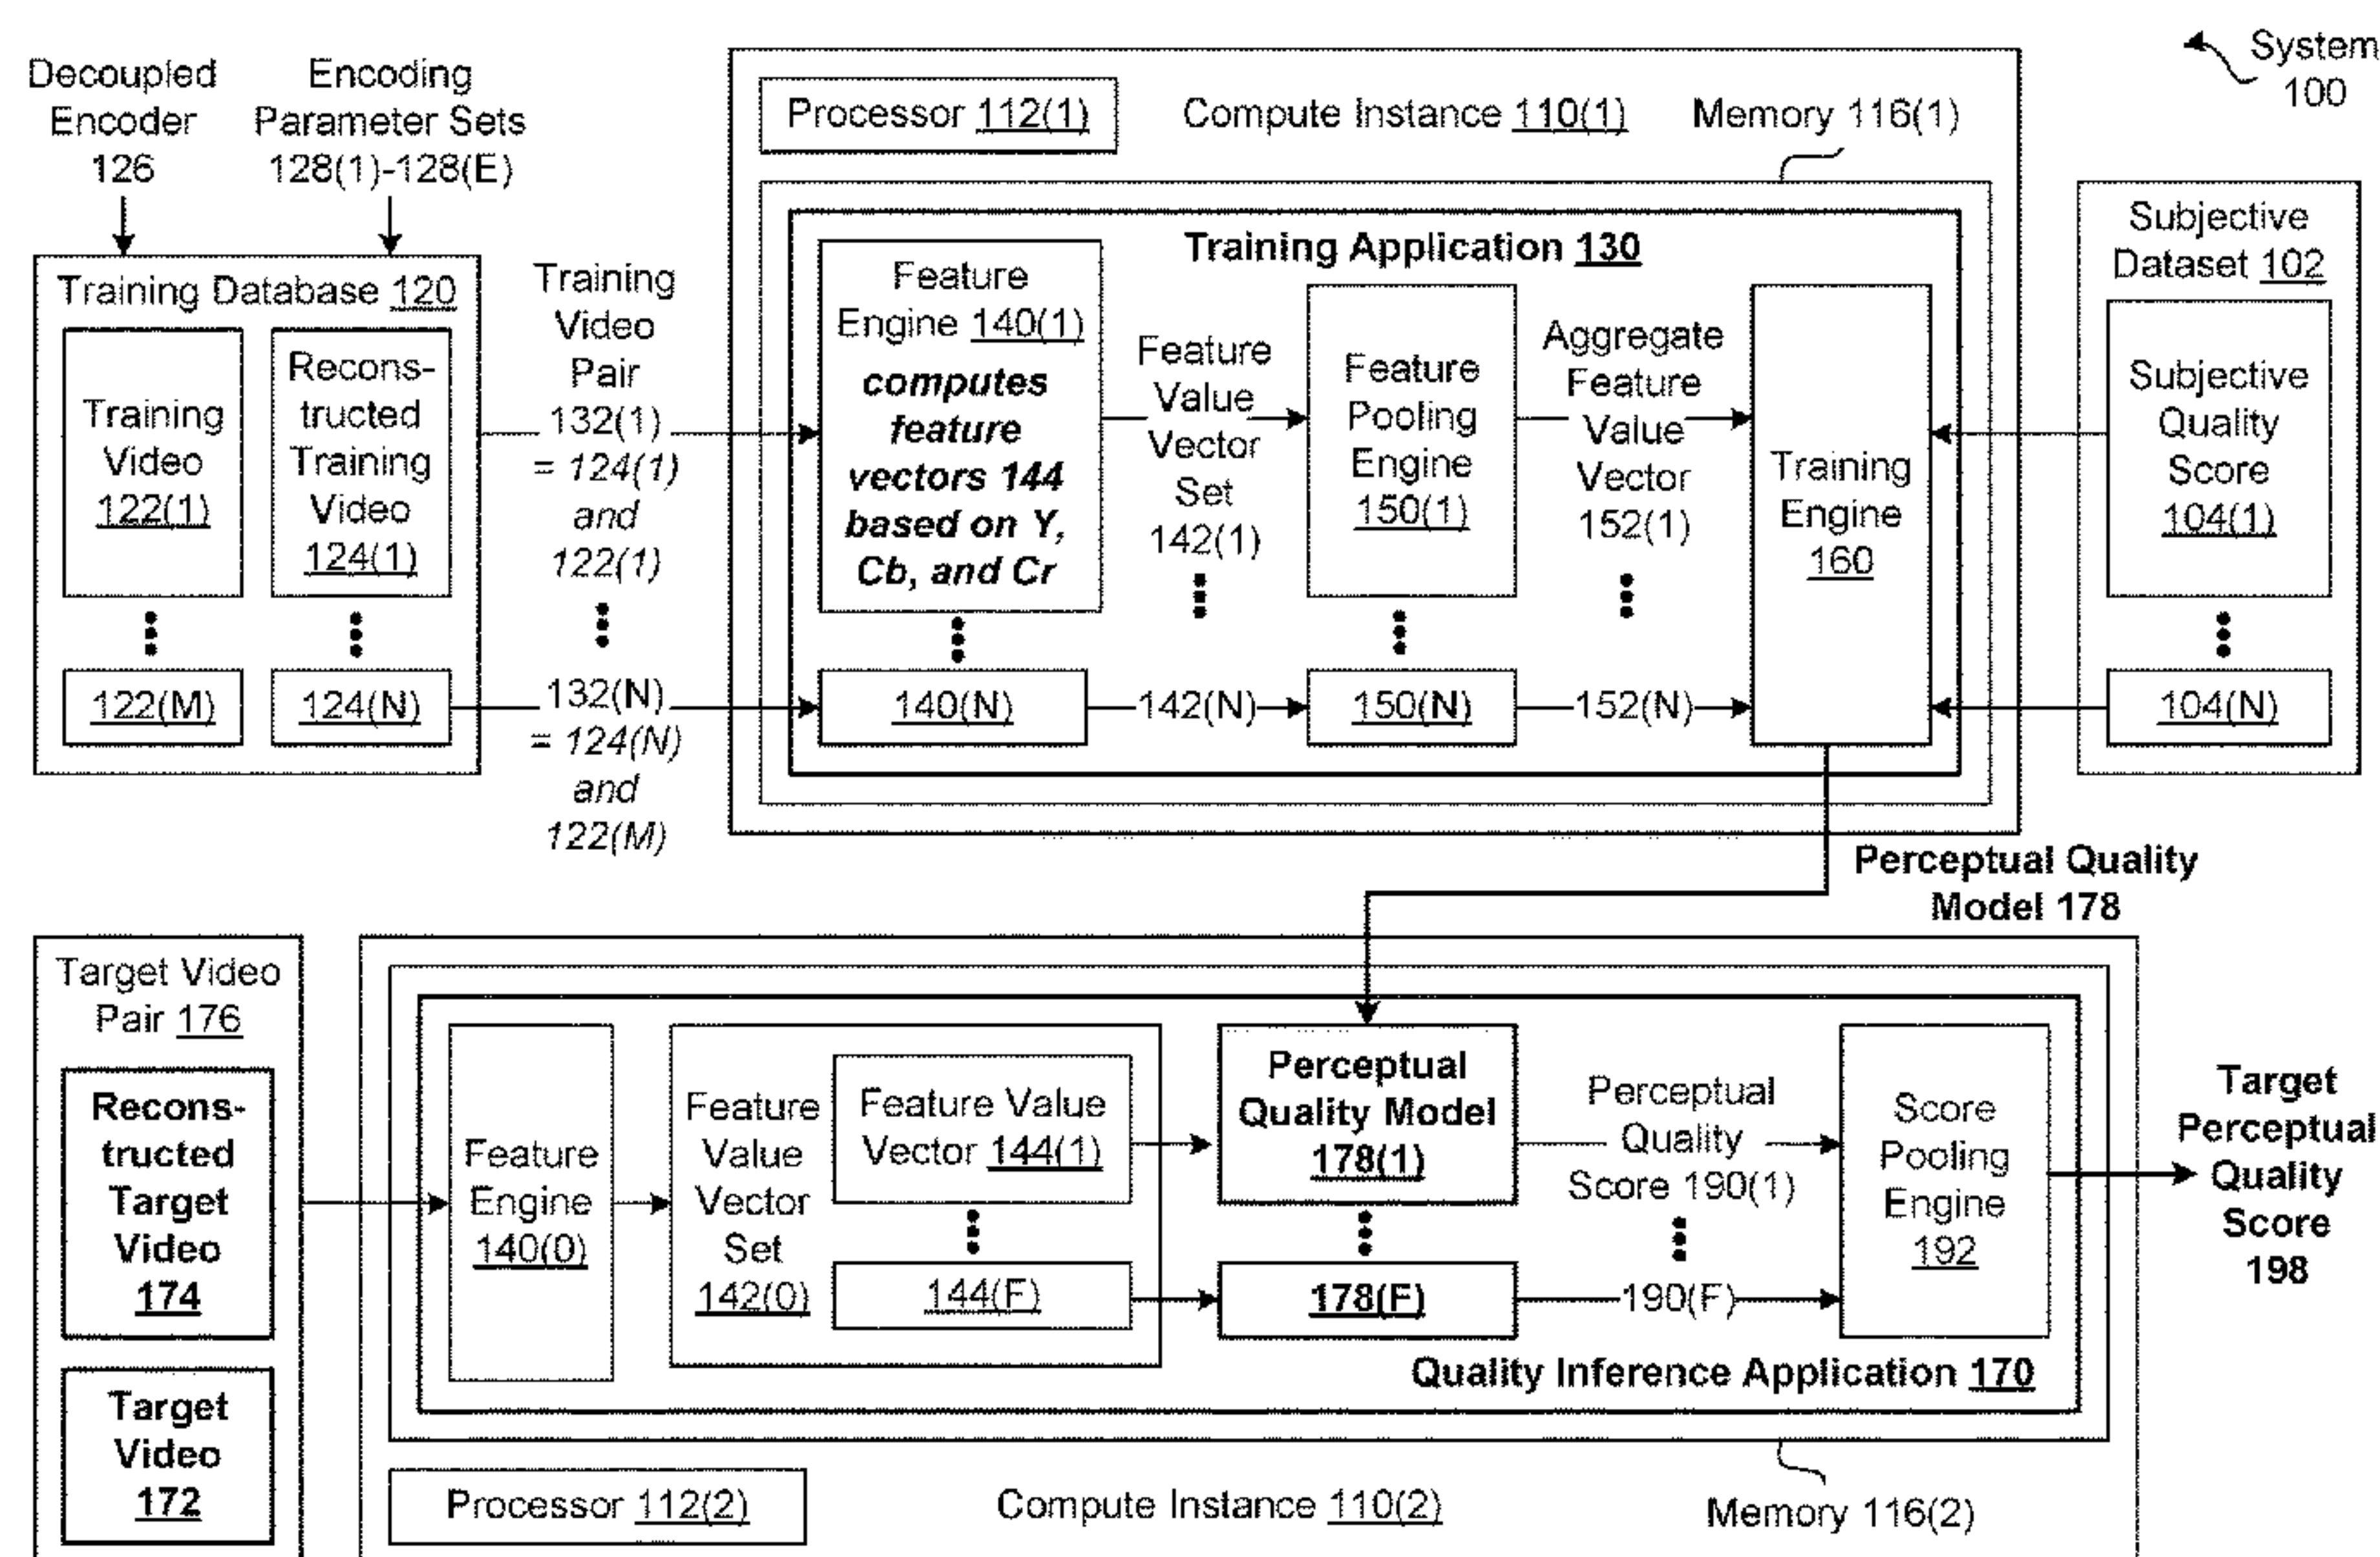 System
100
Decoupled
Encoder
126
Encoding
Parameter Sets
128(1)-128(E)
Processor 112(1)
Compute Instance 110(1)
Memory 116(1)
Training Database 120
Training
Video
122(1)
Recons-
tructed
Training
Video
124(1)
122(M)
124(N)
Training
Video
Pair
132(1)
= 124(1)
and
122(1)
132(N)
= 124(N)
and
122(M)
Training Application 130
Feature
Engine 140(1)
computes
feature
vectors 144
based on Y,
Cb, and Cr
140(N)
Feature
Value
Vector
Set
142(1)
142(N)
Feature
Pooling
Engine
150(1)
150(N)
Aggregate
Feature
Value
Vector
152(1)
152(N)
Training
Engine
160
Subjective
Dataset 102
Subjective
Quality
Score
104(1)
104(N)
Perceptual Quality
Model 178
Target Video
Pair 176
Recons-
tructed
Target
Video
174
Target
Video
172
Feature
Engine
140(0)
Feature
Value
Vector
Set
142(0)
Feature Value
Vector 144(1)
144(F)
Perceptual
Quality Model
178(1)
178(F)
Perceptual
Quality
Score 190(1)
190(F)
Score
Pooling
Engine
192
Quality Inference Application 170
Target
Perceptual
Quality
Score
198
Processor 112(2)
Compute Instance 110(2)
Memory 116(2)